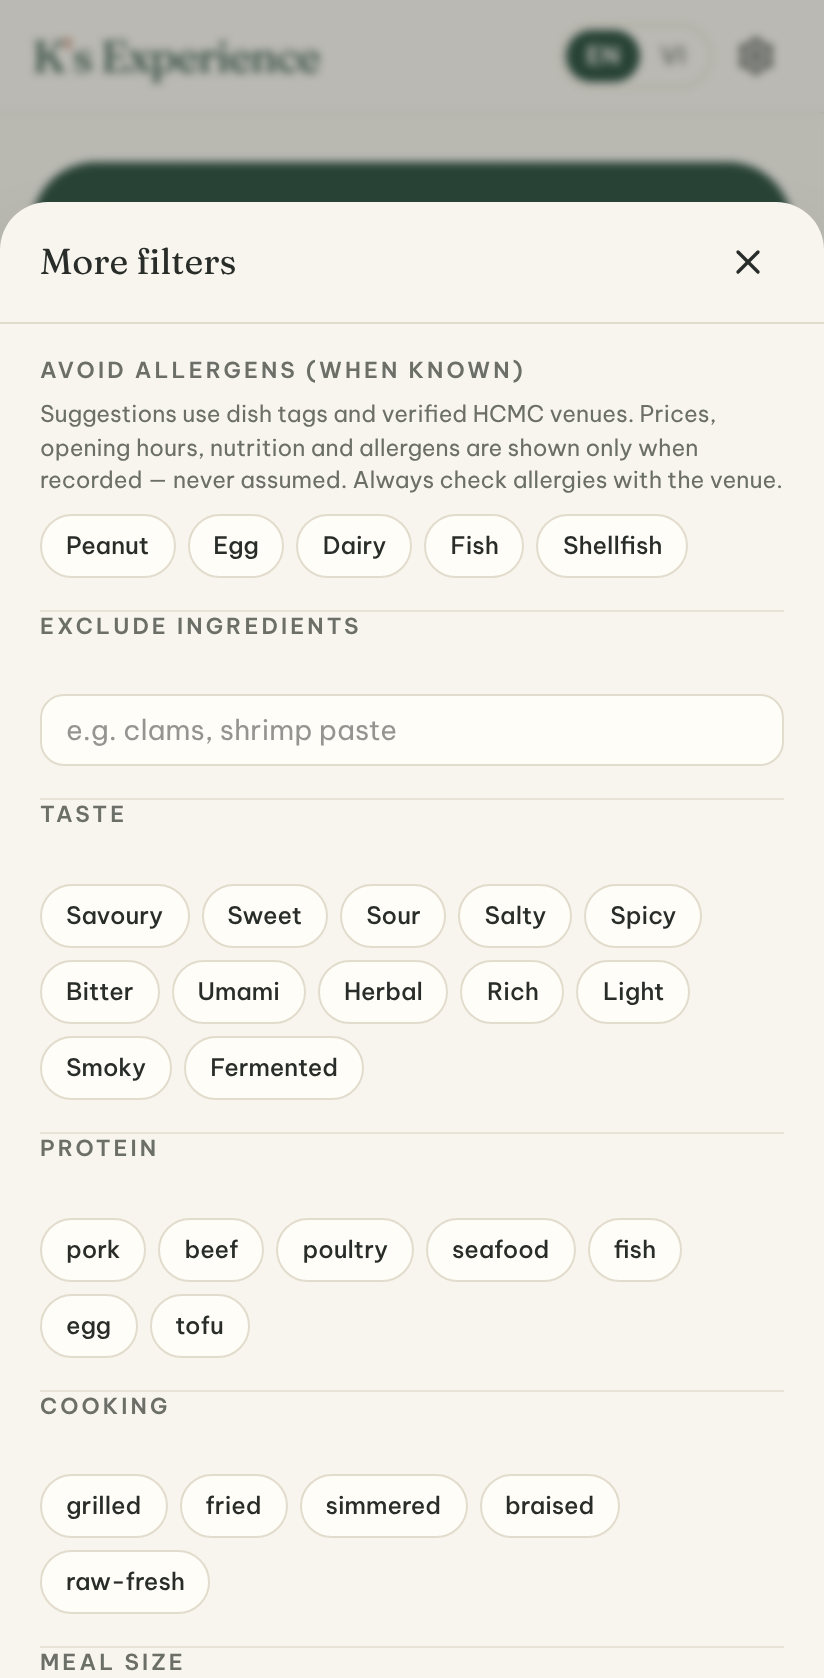 K's Experience
EN VI
More filters
AVOID ALLERGENS (WHEN KNOWN)
Suggestions use dish tags and verified HCMC venues. Prices,
opening hours, nutrition and allergens are shown only when
recorded — never assumed. Always check allergies with the venue.
Peanut Egg Dairy Fish Shellfish
EXCLUDE INGREDIENTS
e.g. clams, shrimp paste
TASTE
Savoury Sweet Sour Salty Spicy
Bitter Umami Herbal Rich Light
Smoky Fermented
PROTEIN
pork beef poultry seafood fish
egg tofu
COOKING
grilled fried simmered braised
raw-fresh
MEAL SIZE